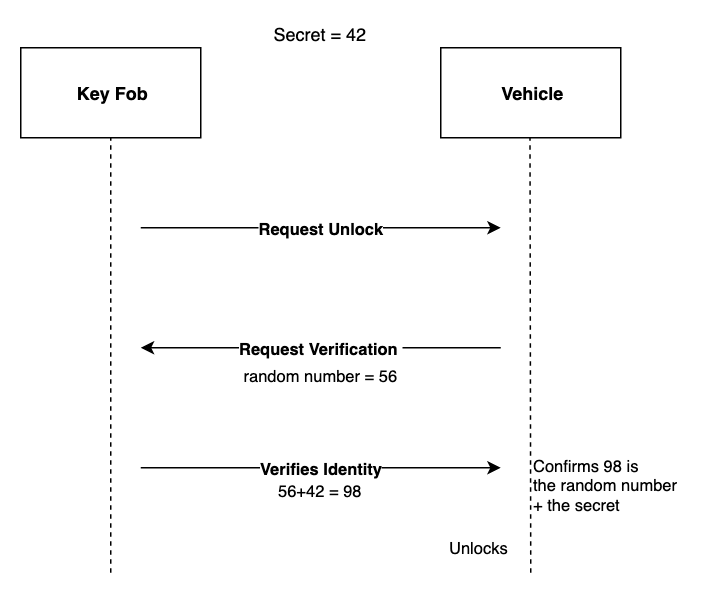 Secret = 42
Key Fob
Vehicle
Request Unlock
Request Verification
random number = 56
Verifies Identity
56+42 = 98
Confirms 98 is
the random number
+ the secret
Unlocks